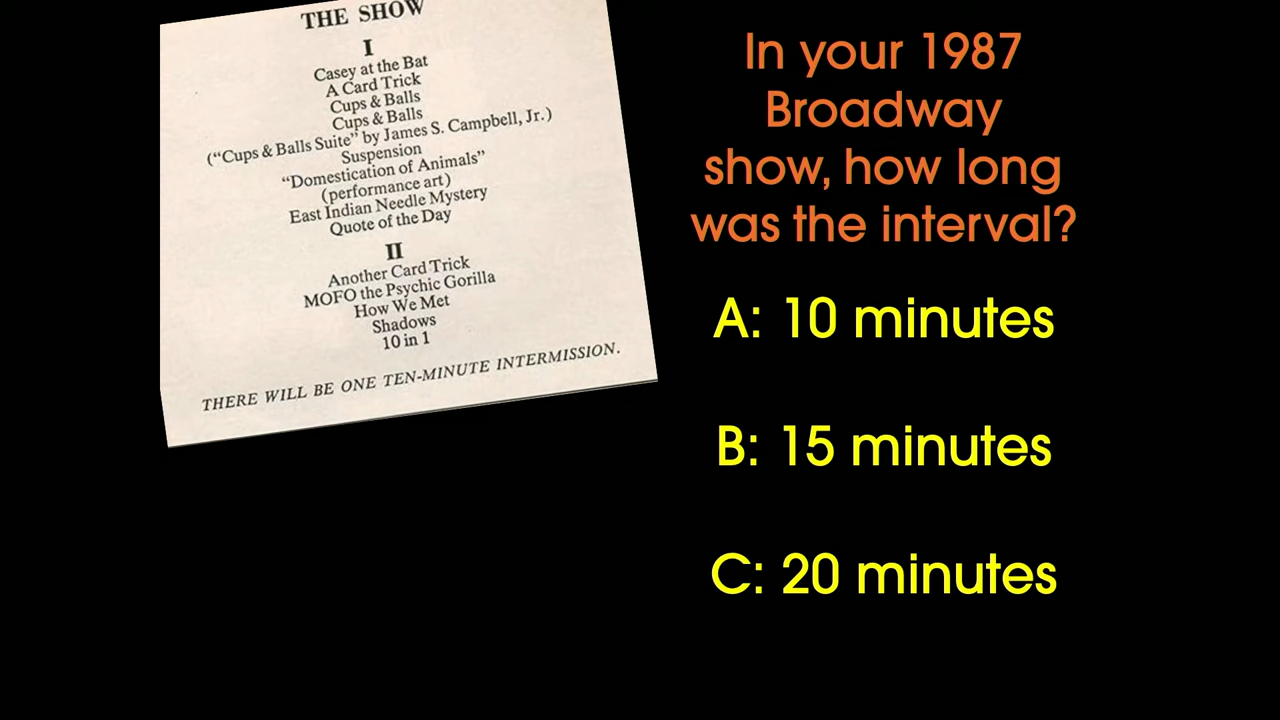 THE SHOW
I
Casey at the Bat
A Card Trick
Cups & Balls
Cups & Balls
("Cups & Balls Suite" by James S. Campbell, Jr.)
Suspension
"Domestication of Animals"
(performance art)
East Indian Needle Mystery
Quote of the Day
II
Another Card Trick
MOFO the Psychic Gorilla
How We Met
Shadows
10 in 1
THERE WILL BE ONE TEN-MINUTE INTERMISSION.
In your 1987
Broadway
show, how long
was the interval?
A: 10 minutes
B: 15 minutes
C: 20 minutes